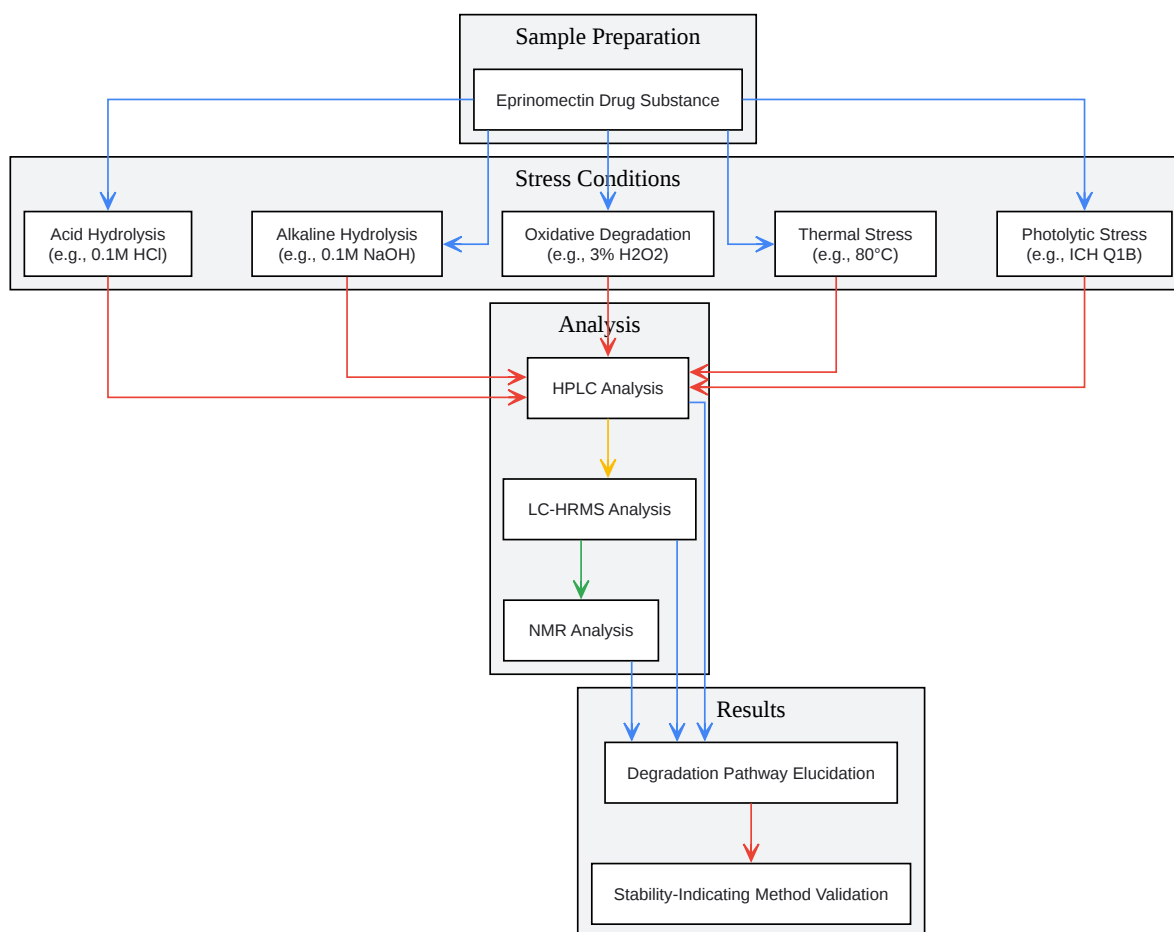 Sample Preparation
Eprinomectin Drug Substance
Stress Conditions
Acid Hydrolysis
(e.g., 0.1M HCl)
Alkaline Hydrolysis
(e.g., 0.1M NaOH)
Oxidative Degradation
(e.g., 3% H2O2)
Thermal Stress
(e.g., 80°C)
Photolytic Stress
(e.g., ICH Q1B)
Analysis
HPLC Analysis
LC-HRMS Analysis
NMR Analysis
Results
Degradation Pathway Elucidation
Stability-Indicating Method Validation